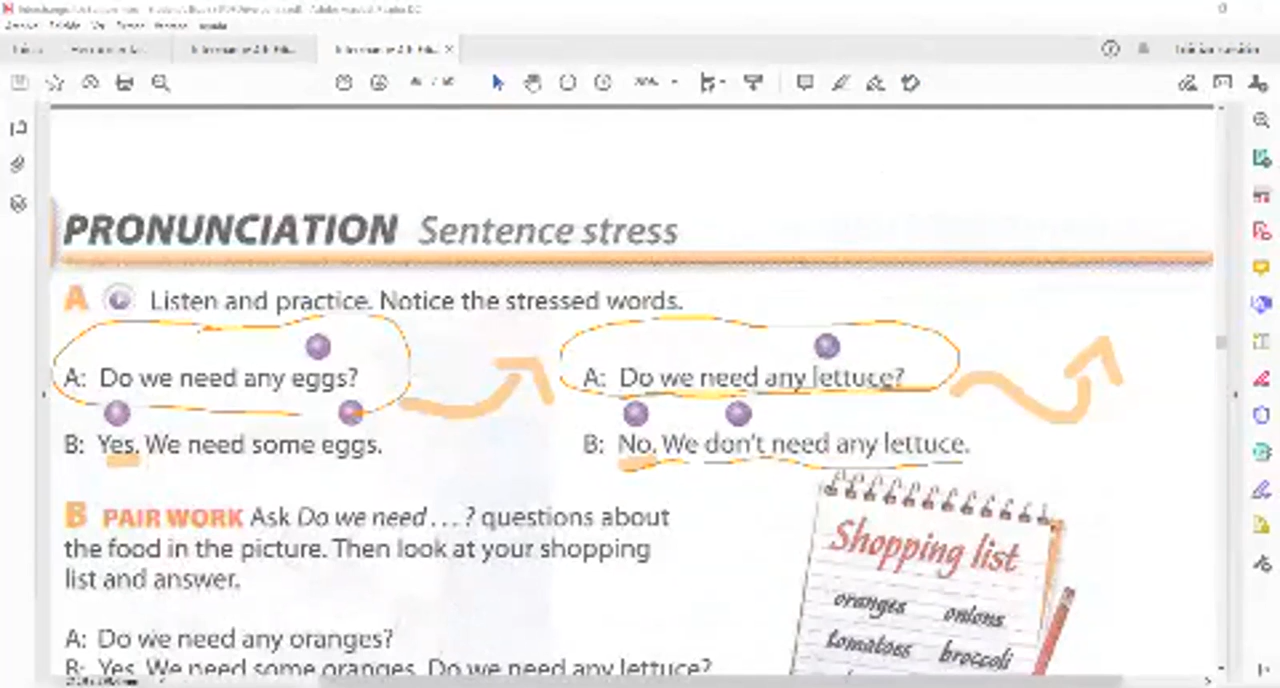 PRONUNCIATION Sentence stress
A Listen and practice. Notice the stressed words.
A: Do we need any eggs?
B: Yes. We need some eggs.
A: Do we need any lettuce?
B: No. We don't need any lettuce.
B PAIR WORK Ask Do we need . . . ? questions about
the food in the picture. Then look at your shopping
list and answer.
A: Do we need any oranges?
B: Yes. We need some oranges. Do we need any lettuce?
Shopping list
oranges onions
tomatoes broccoli